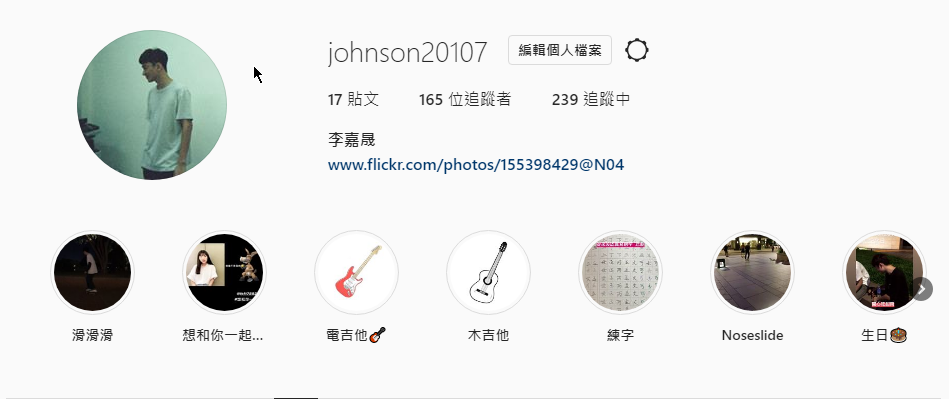 johnson20107 編輯個人檔案
17 貼文 165 位追蹤者 239 追蹤中
李嘉晟
www.flickr.com/photos/155398429@N04
滑滑滑 想和你一起... 電吉他🎸 木吉他 練字 Noseslide 生日🎂